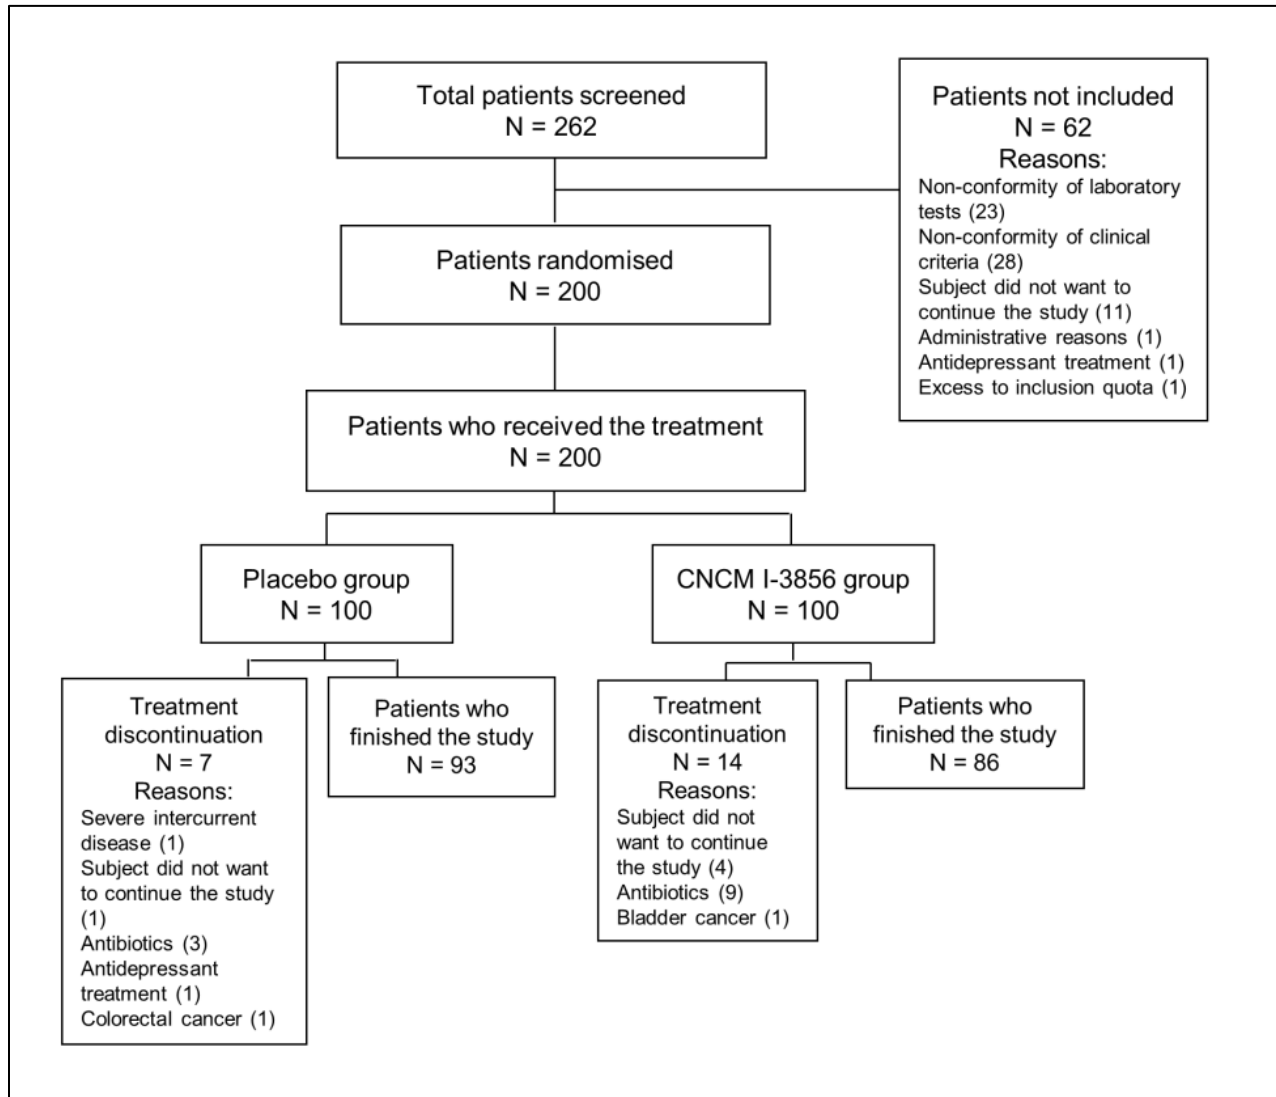 Total patients screened
N = 262
Patients not included
N = 62
Reasons:
Non-conformity of laboratory
tests (23)
Non-conformity of clinical
criteria (28)
Subject did not want to
continue the study (11)
Administrative reasons (1)
Antidepressant treatment (1)
Excess to inclusion quota (1)
Patients randomised
N = 200
Patients who received the treatment
N = 200
Placebo group
N = 100
CNCM I-3856 group
N = 100
Treatment
discontinuation
N = 7
Reasons:
Severe intercurrent
disease (1)
Subject did not want
to continue the study
(1)
Antibiotics (3)
Antidepressant
treatment (1)
Colorectal cancer (1)
Patients who
finished the study
N = 93
Treatment
discontinuation
N = 14
Reasons:
Subject did not
want to continue
the study (4)
Antibiotics (9)
Bladder cancer (1)
Patients who
finished the study
N = 86